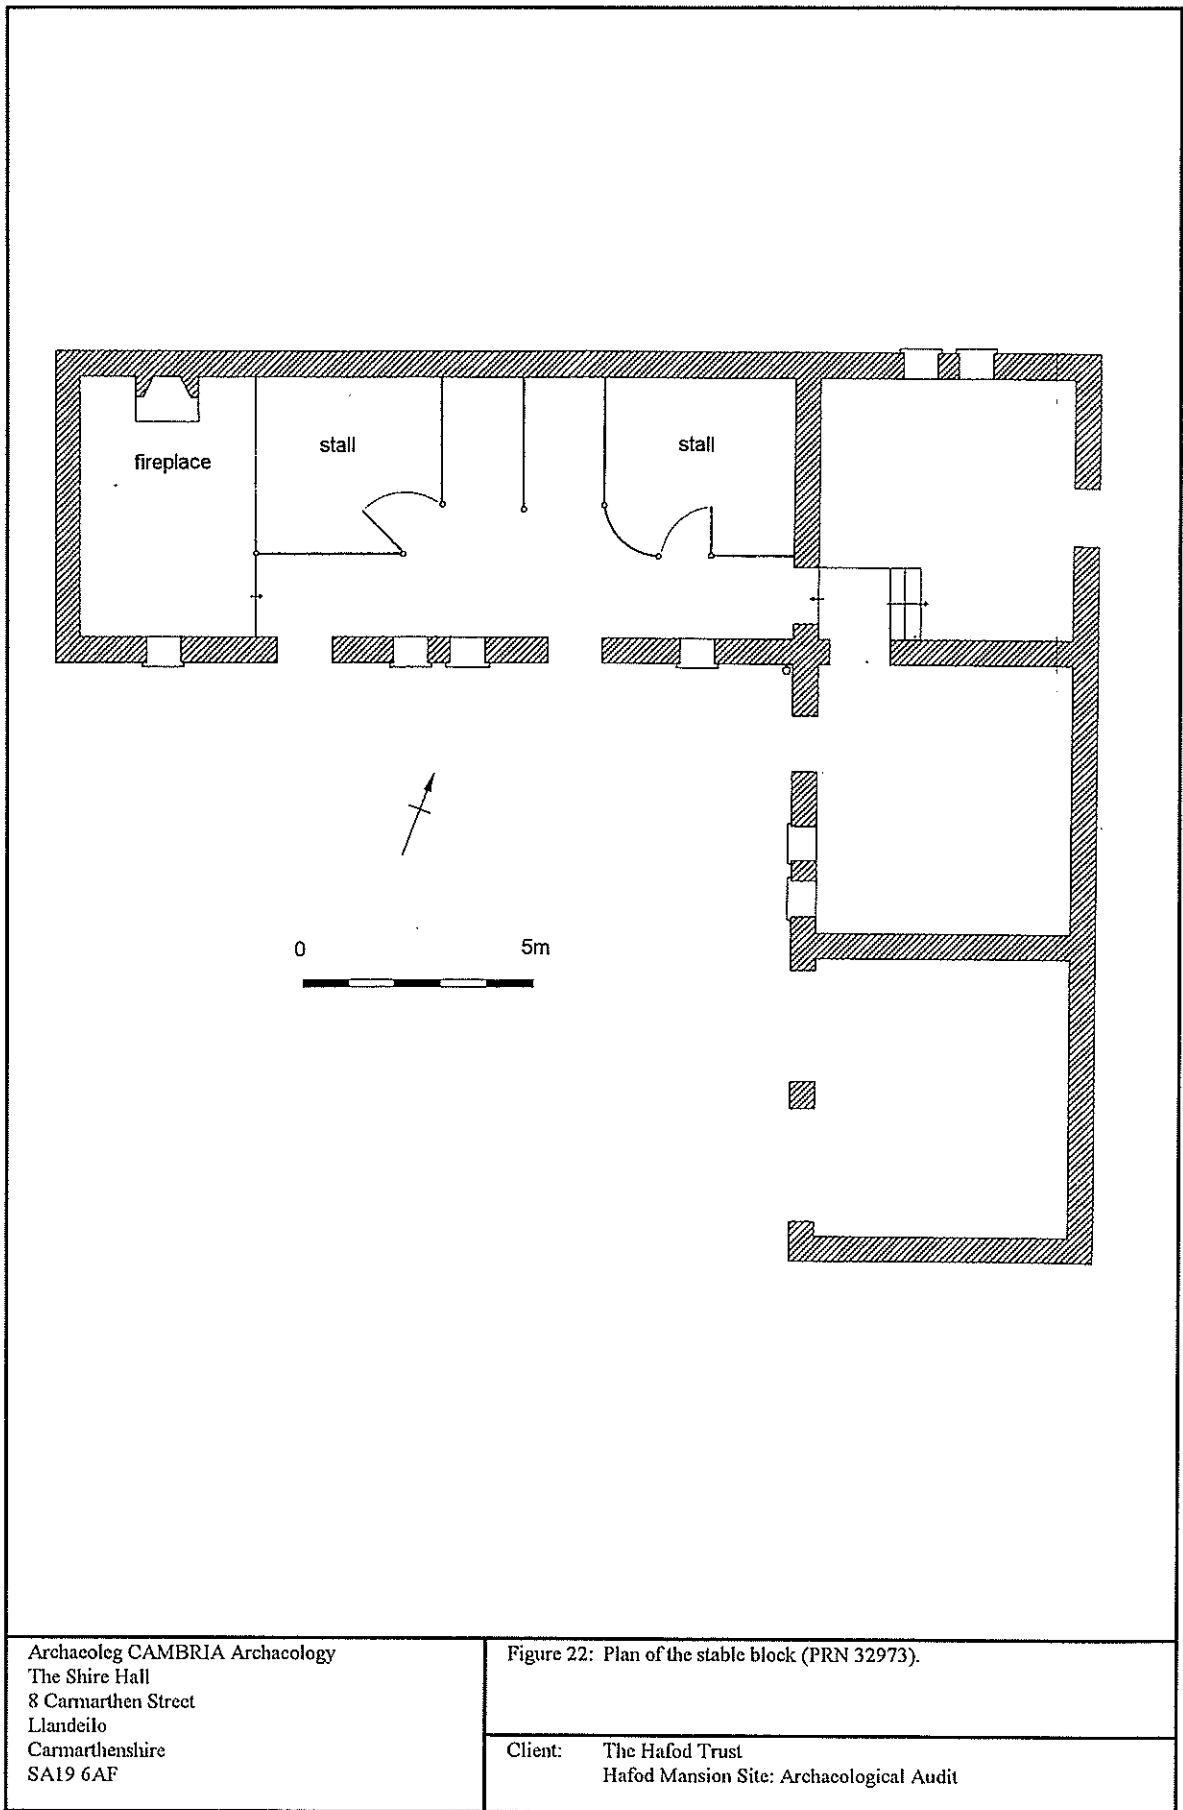 fireplace
stall
stall
0 5m
Archaeoleg CAMBRIA Archaeology
The Shire Hall
8 Carmarthen Street
Llandeilo
Carmarthenshire
SA19 6AF
Figure 22: Plan of the stable block (PRN 32973).
Client: The Hafod Trust
Hafod Mansion Site: Archaeological Audit